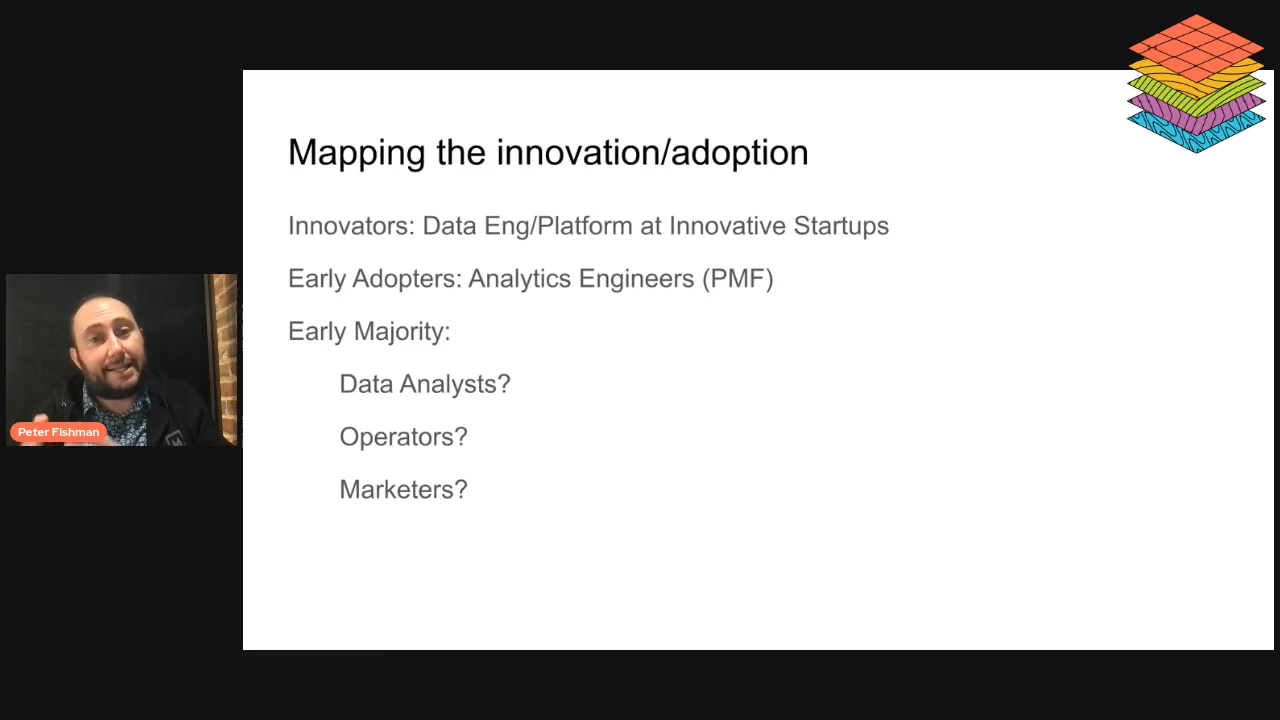 Mapping the innovation/adoption
Innovators: Data Eng/Platform at Innovative Startups
Early Adopters: Analytics Engineers (PMF)
Early Majority:
Data Analysts?
Operators?
Marketers?
Peter Fishman